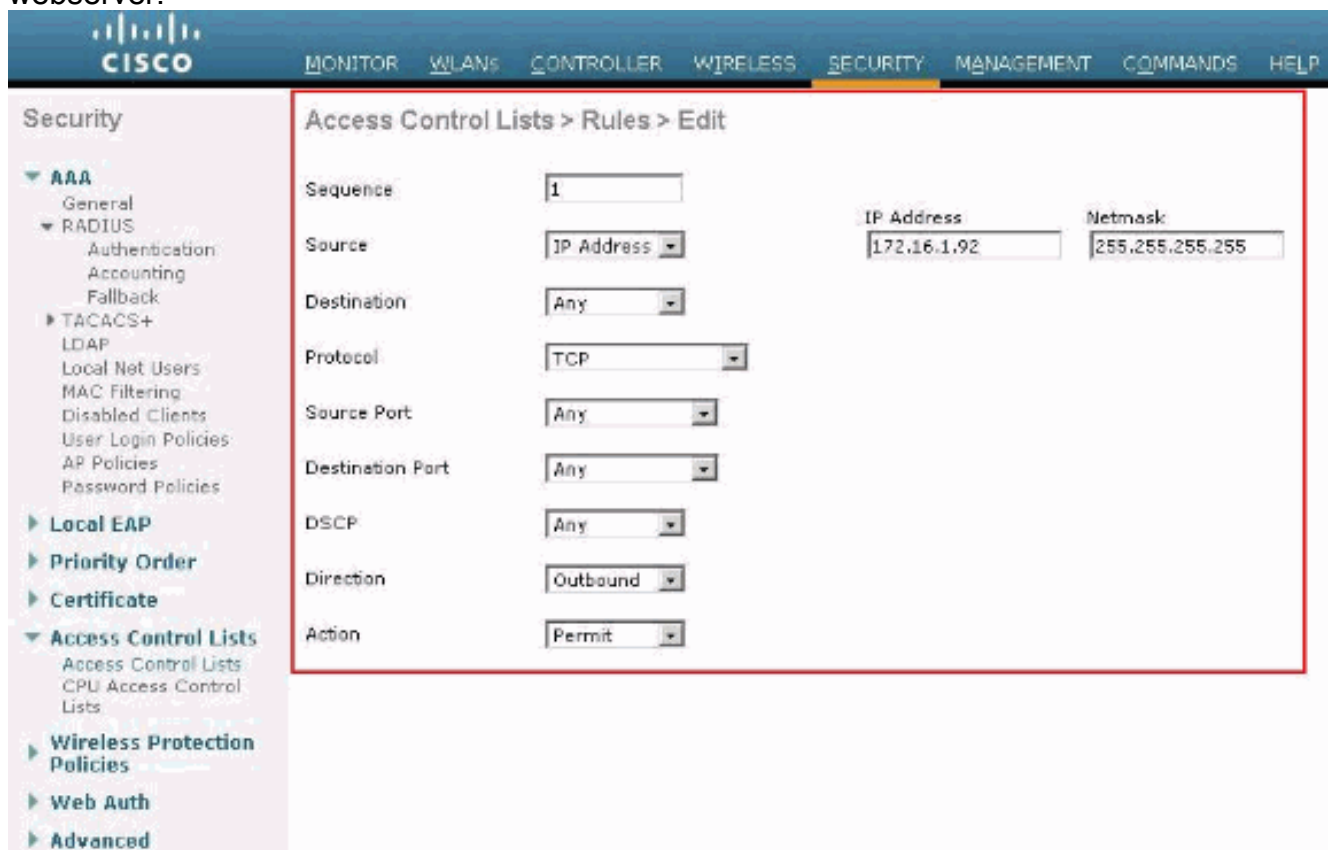 webserver.
CISCO
MONITOR WLANs CONTROLLER WIRELESS SECURITY MANAGEMENT COMMANDS HELP
Security
AAA
General
RADIUS
Authentication
Accounting
Fallback
TACACS+
LDAP
Local Net Users
MAC Filtering
Disabled Clients
User Login Policies
AP Policies
Password Policies
Local EAP
Priority Order
Certificate
Access Control Lists
Access Control Lists
CPU Access Control
Lists
Wireless Protection
Policies
Web Auth
Advanced
Access Control Lists > Rules > Edit
Sequence 1
IP Address Netmask
Source IP Address 172.16.1.92 255.255.255.255
Destination Any
Protocol TCP
Source Port Any
Destination Port Any
DSCP Any
Direction Outbound
Action Permit